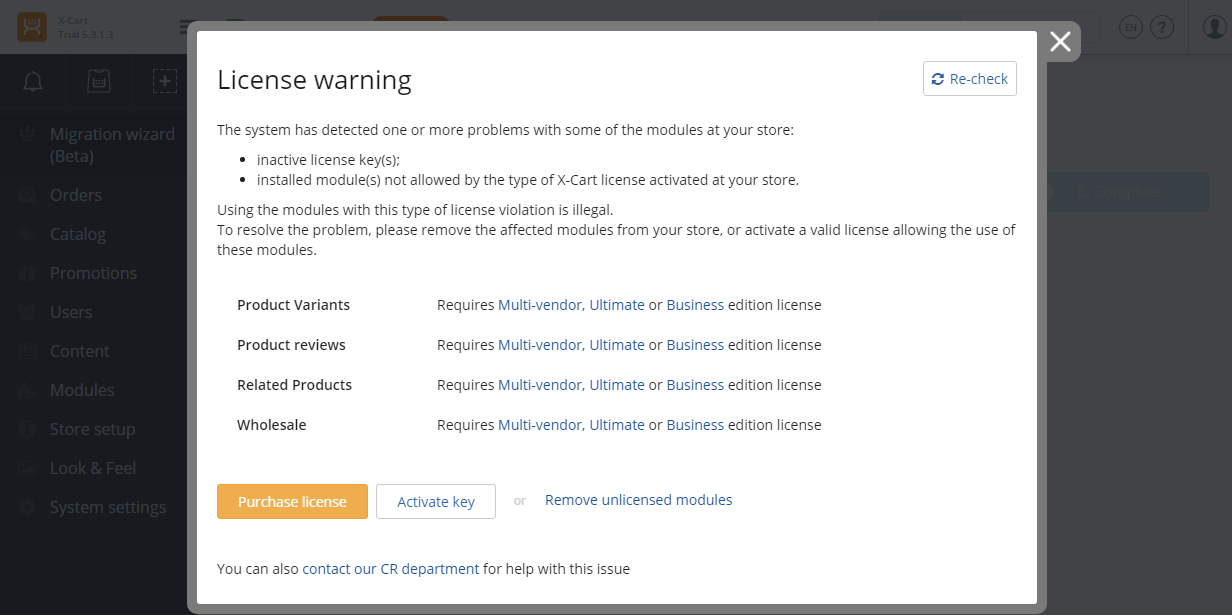 X-Cart
Trial 5.3.1.3
EN
?
Migration wizard
(Beta)
Orders
Catalog
Promotions
Users
Content
Modules
Store setup
Look & Feel
System settings
6. Complete
License warning
Re-check
The system has detected one or more problems with some of the modules at your store:
• inactive license key(s);
• installed module(s) not allowed by the type of X-Cart license activated at your store.
Using the modules with this type of license violation is illegal.
To resolve the problem, please remove the affected modules from your store, or activate a valid license allowing the use of
these modules.
Product Variants Requires Multi-vendor, Ultimate or Business edition license
Product reviews Requires Multi-vendor, Ultimate or Business edition license
Related Products Requires Multi-vendor, Ultimate or Business edition license
Wholesale Requires Multi-vendor, Ultimate or Business edition license
Purchase license Activate key or Remove unlicensed modules
You can also contact our CR department for help with this issue